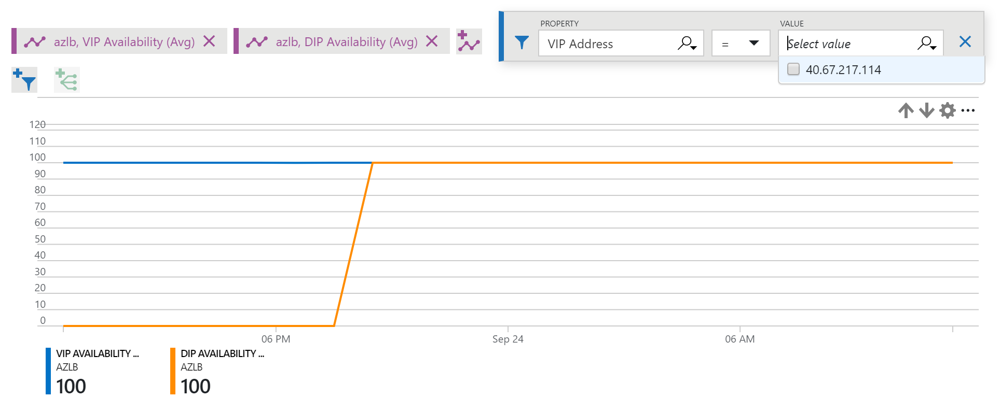 PROPERTY
VALUE
azlb, VIP Availability (Avg)
azlb, DIP Availability (Avg)
VIP Address
=
Select value
40.67.217.114
120
110
100
90
80
70
60
50
40
30
20
10
0
06 PM
Sep 24
06 AM
VIP AVAILABILITY ...
AZLB
100
DIP AVAILABILITY ...
AZLB
100